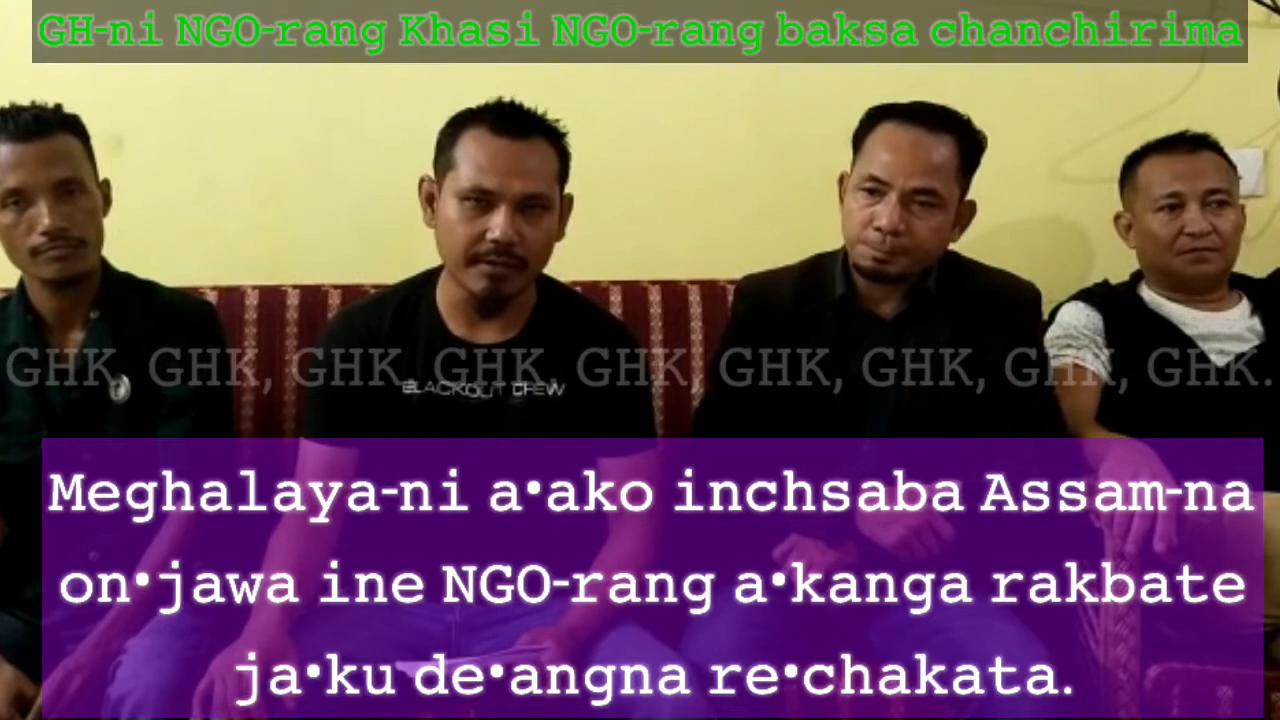 GH-ni NGO-rang Khasi NGO-rang baksa chanchirima
GHK, GHK, GHK, GHK, GHK, GHK, GHK, GHK, GHK.
BLACKOUT CREW
Meghalaya-ni a•ako inchsaba Assam-na
on•jawa ine NGO-rang a•kanga rakbate
ja•ku de•angna re•chakata.